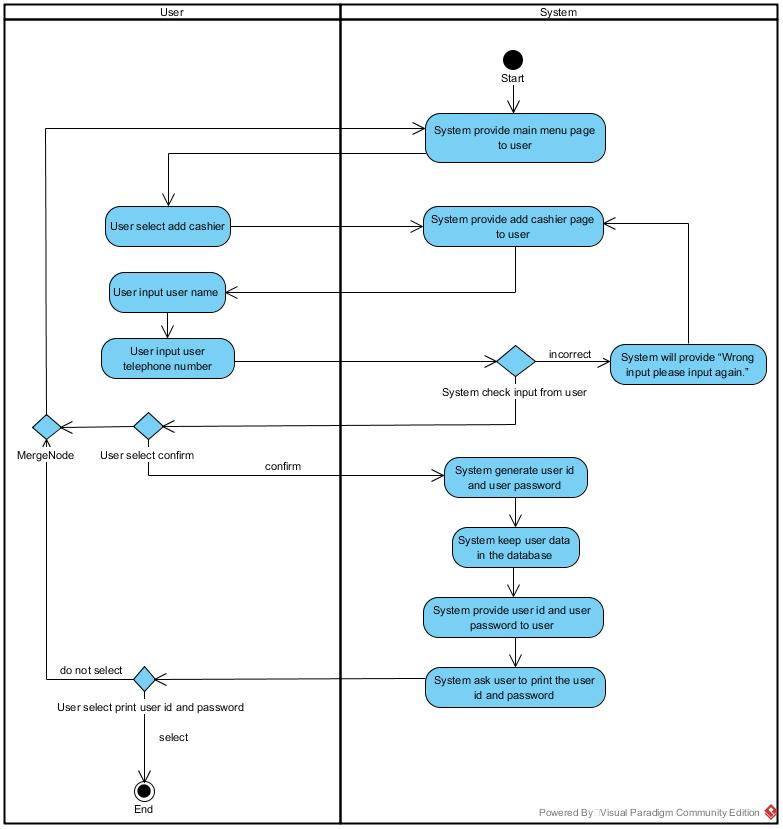 User
System
Start
System provide main menu page
to user
User select add cashier
System provide add cashier page
to user
User input user name
User input user
telephone number
incorrect
System will provide “Wrong
input please input again.”
System check input from user
MergeNode
User select confirm
confirm
System generate user id
and user password
System keep user data
in the database
System provide user id and user
password to user
do not select
System ask user to print the user
id and password
User select print user id and password
select
End
Powered By Visual Paradigm Community Edition